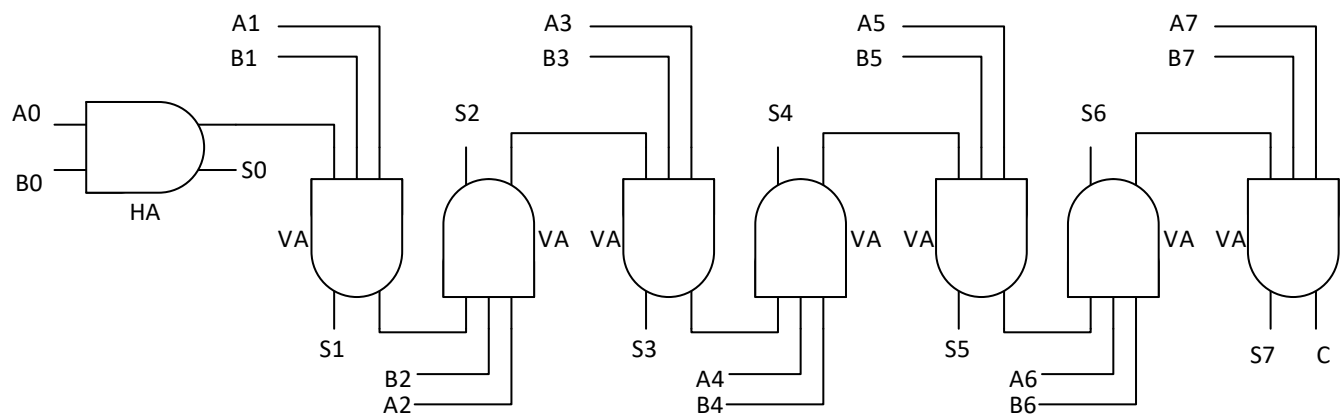 A1 A3 A5 A7
B1 B3 B5 B7
A0 S2 S4 S6
B0 S0
HA
VA VA VA VA VA VA VA
S1 S3 S5 S7 C
B2 A4 A6
A2 B4 B6